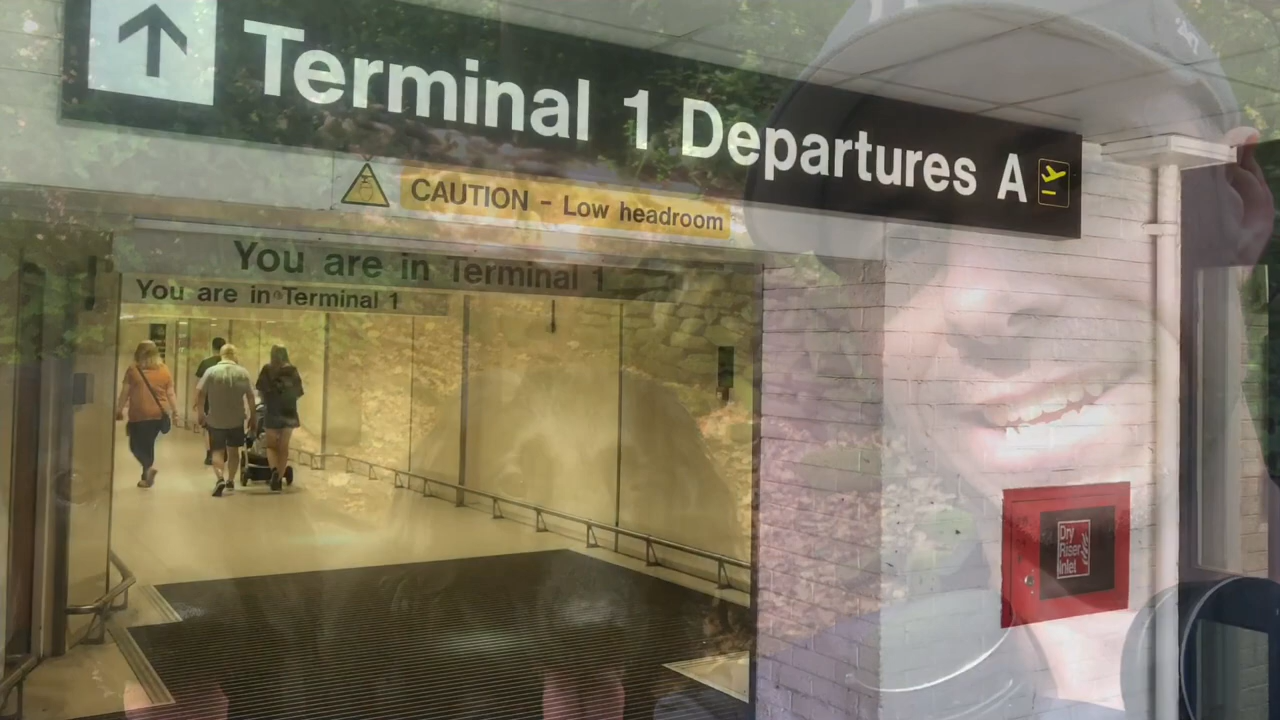 Terminal 1 Departures A
CAUTION - Low headroom
You are in Terminal 1
You are in Terminal 1
Dry
Riser
Inlet